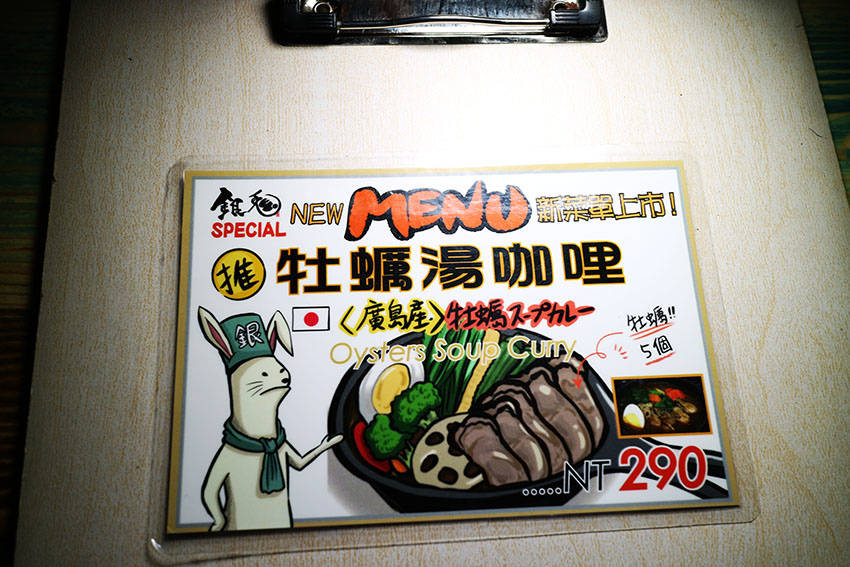 銀兔
SPECIAL
NEW MENU 新菜單上市!
推 牡蠣湯咖哩
〈廣島産〉牡蠣スープカレー
Oysters Soup Curry
牡蠣!!
5個
銀
.....NT 290